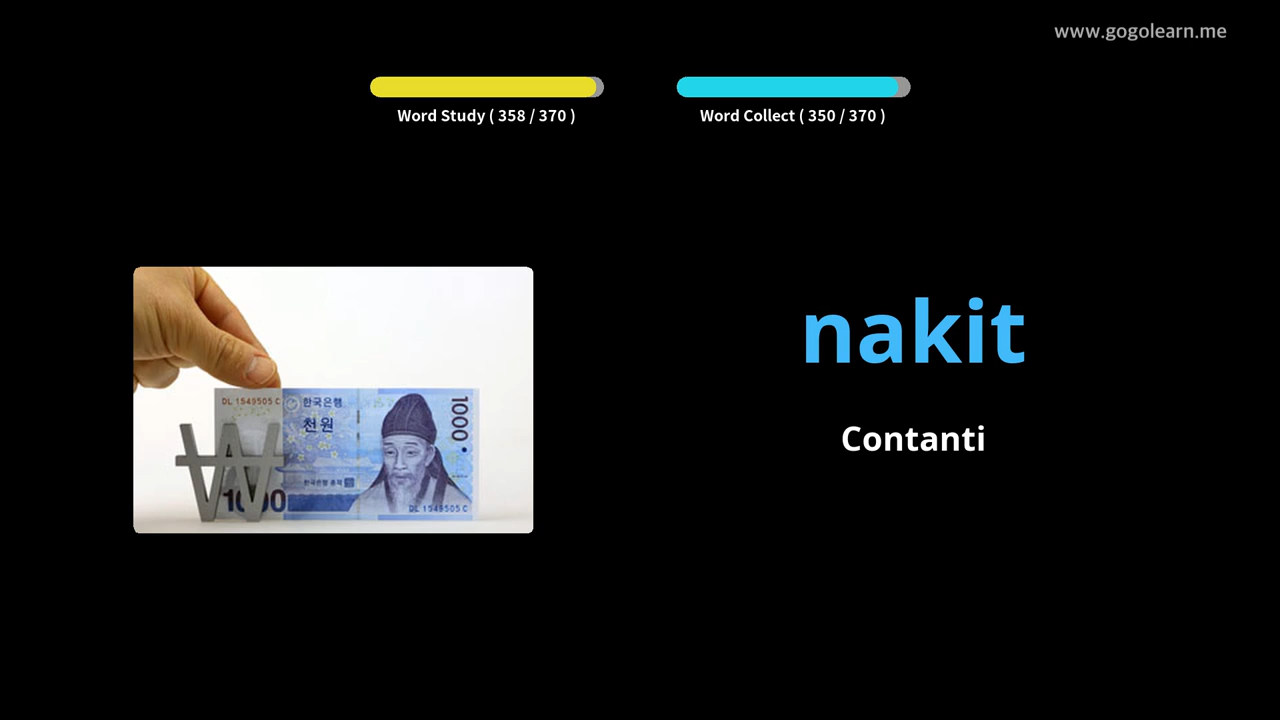 www.gogolearn.me
Word Study ( 358 / 370 )
Word Collect ( 350 / 370 )
nakit
Contanti
DL 1549505 C
한국은행
천원
1000
1000
DL 1549505 C